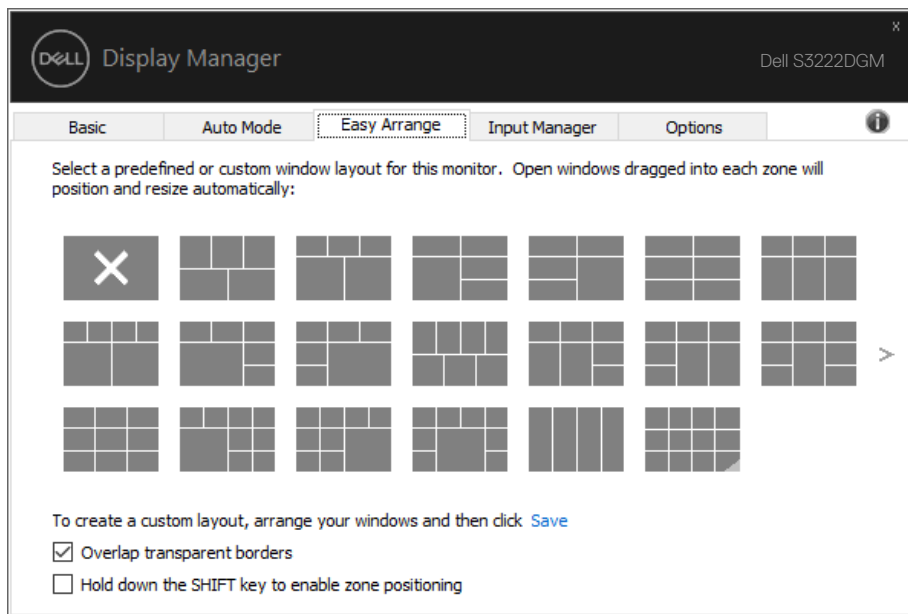 x
DELL
Display Manager
Dell S3222DGM
Basic
Auto Mode
Easy Arrange
Input Manager
Options
i
Select a predefined or custom window layout for this monitor. Open windows dragged into each zone will
position and resize automatically:
>
To create a custom layout, arrange your windows and then click Save
Overlap transparent borders
Hold down the SHIFT key to enable zone positioning